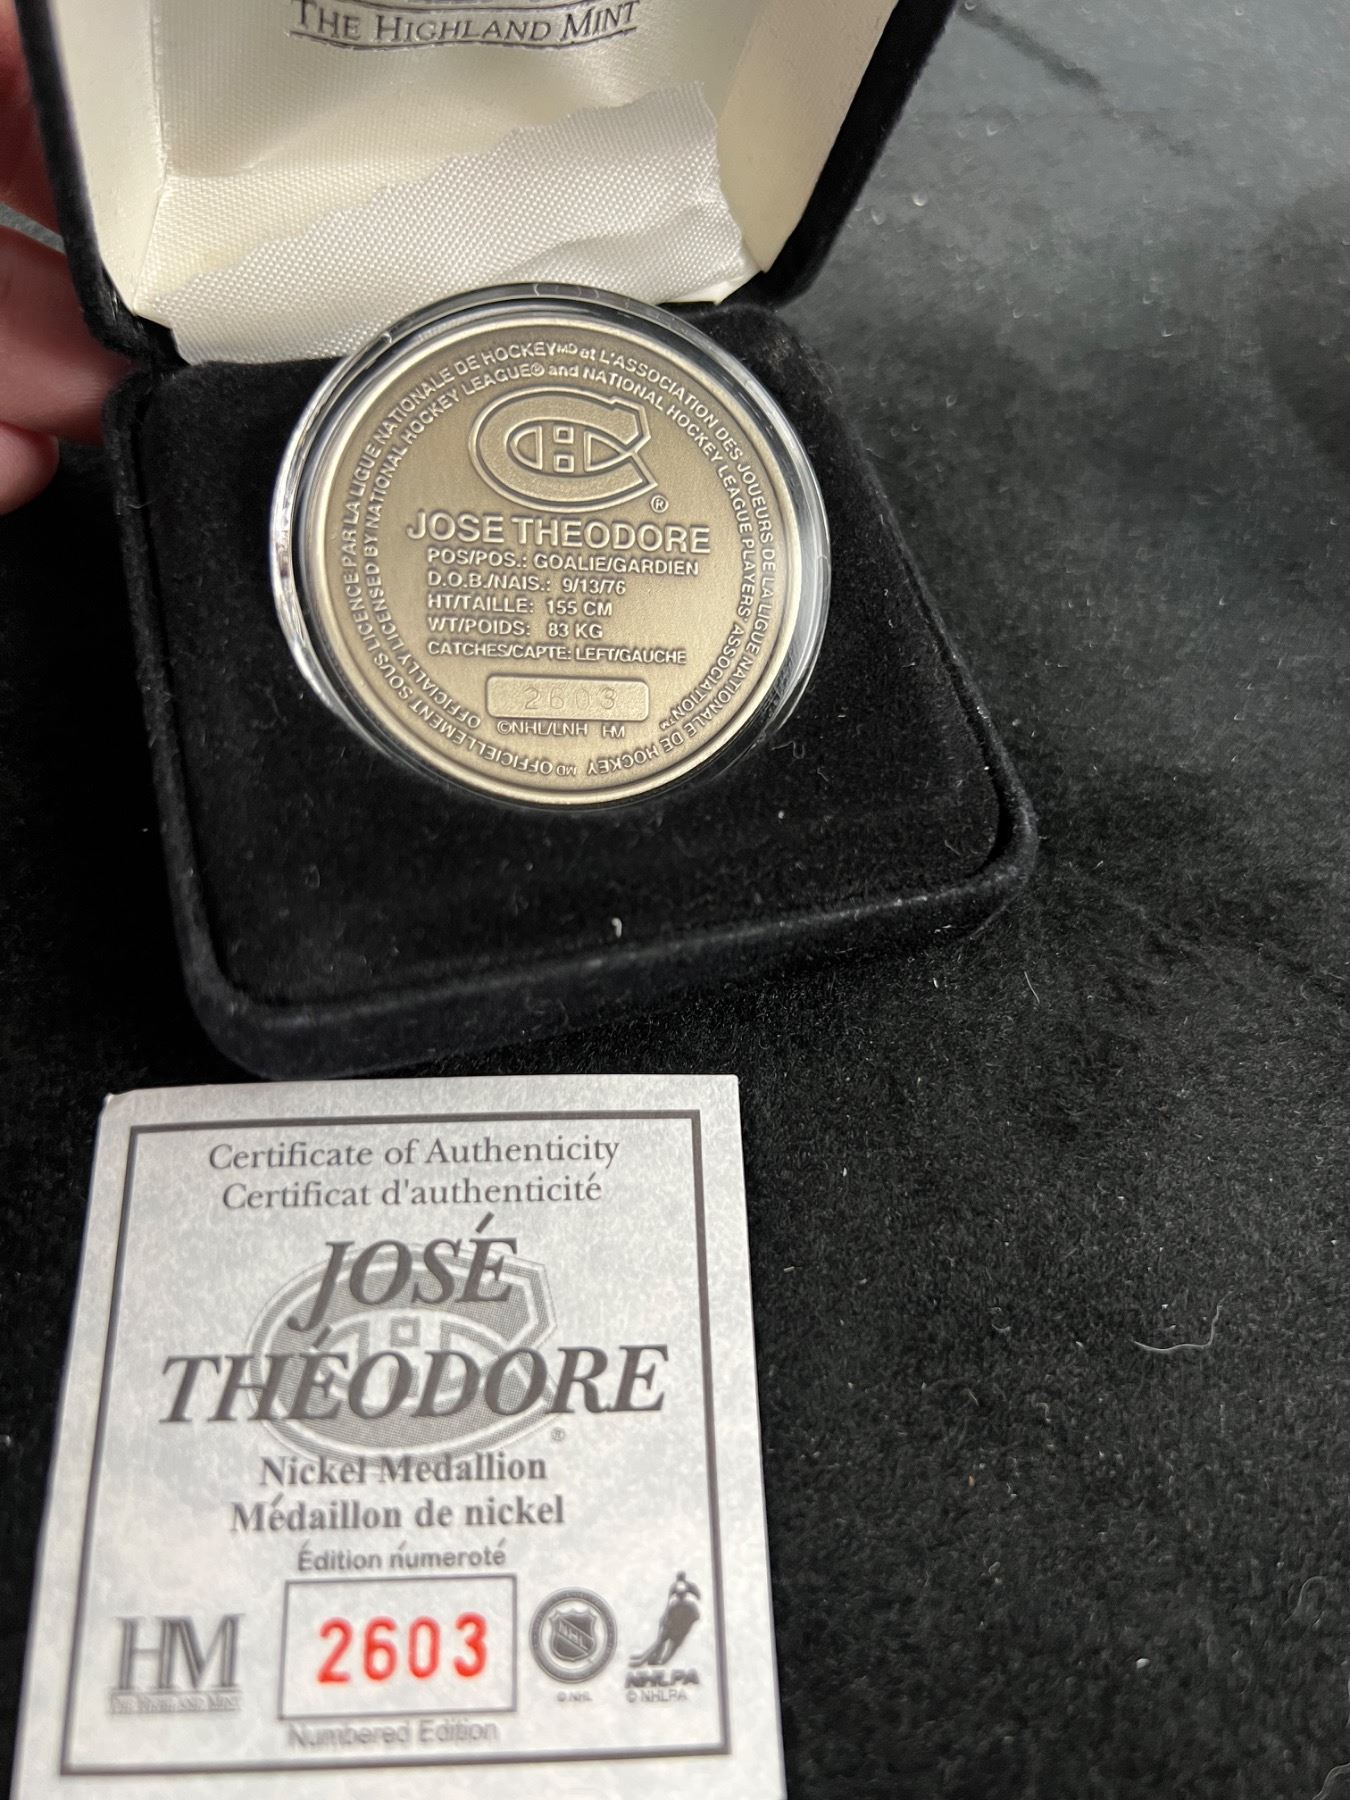 THE HIGHLAND MINT
SOUS LICENCE PAR LA LIGUE NATIONALE DE HOCKEY MD et L'ASSOCIATION DES JOUEURS DE LA LIGUE NATIONALE DE HOCKEY MD OFFICIELLEMENT
OFFICIALLY LICENSED BY NATIONAL HOCKEY LEAGUE® and NATIONAL HOCKEY LEAGUE PLAYERS' ASSOCIATION™
®
JOSE THEODORE
POS/POS.: GOALIE/GARDIEN
D.O.B./NAIS.: 9/13/76
HT/TAILLE: 155 CM
WT/POIDS: 83 KG
CATCHES/CAPTE: LEFT/GAUCHE
2603
©NHL/LNH HM
Certificate of Authenticity
Certificat d'authenticité
JOSÉ
THÉODORE
®
Nickel Medallion
Médaillon de nickel
Édition numeroté
HM
THE HIGHLAND MINT
2603
NHL
© NHL
NHLPA
© NHLPA
Numbered Edition